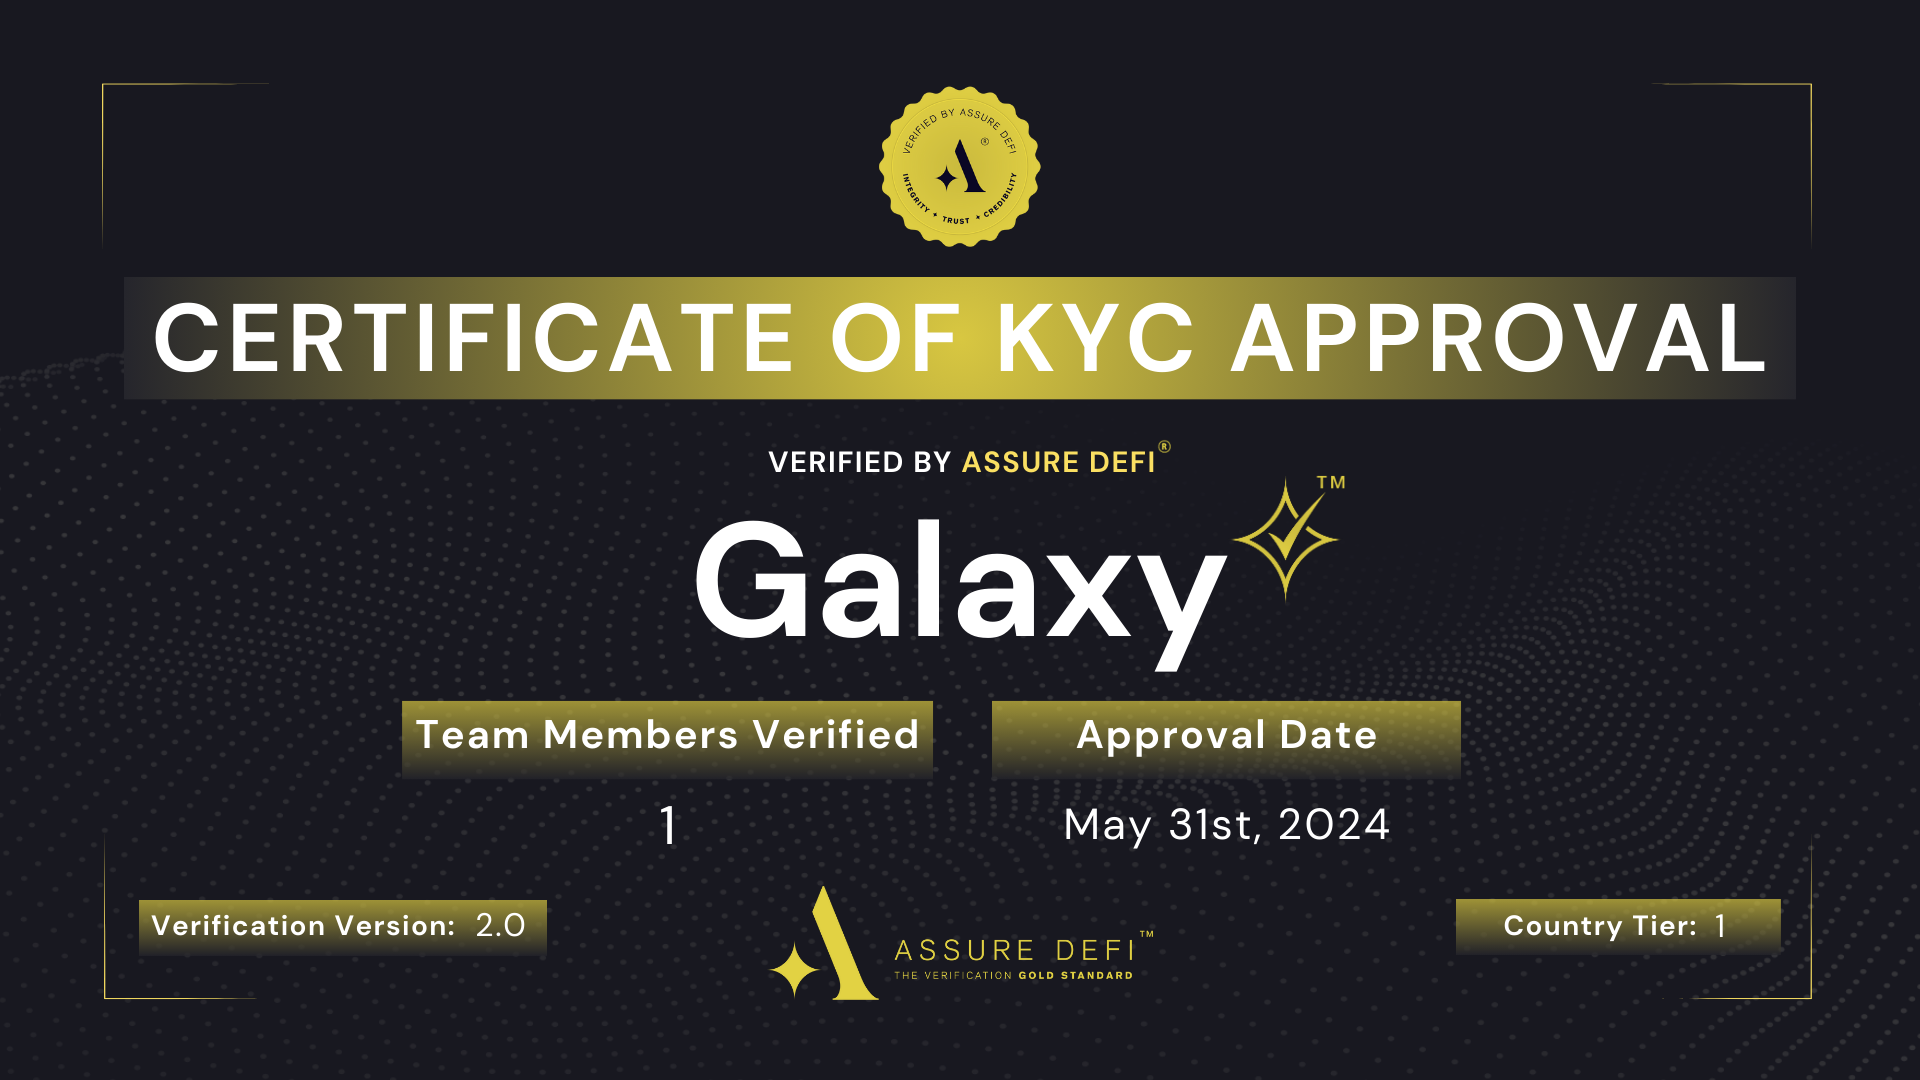 VERIFIED BY ASSURE DEFI
®
INTEGRITY ✦ TRUST ✦ CREDIBILITY
CERTIFICATE OF KYC APPROVAL
VERIFIED BY ASSURE DEFI®
Galaxy
TM
Team Members Verified
1
Approval Date
May 31st, 2024
Verification Version: 2.0
ASSURE DEFI™
THE VERIFICATION GOLD STANDARD
Country Tier: 1